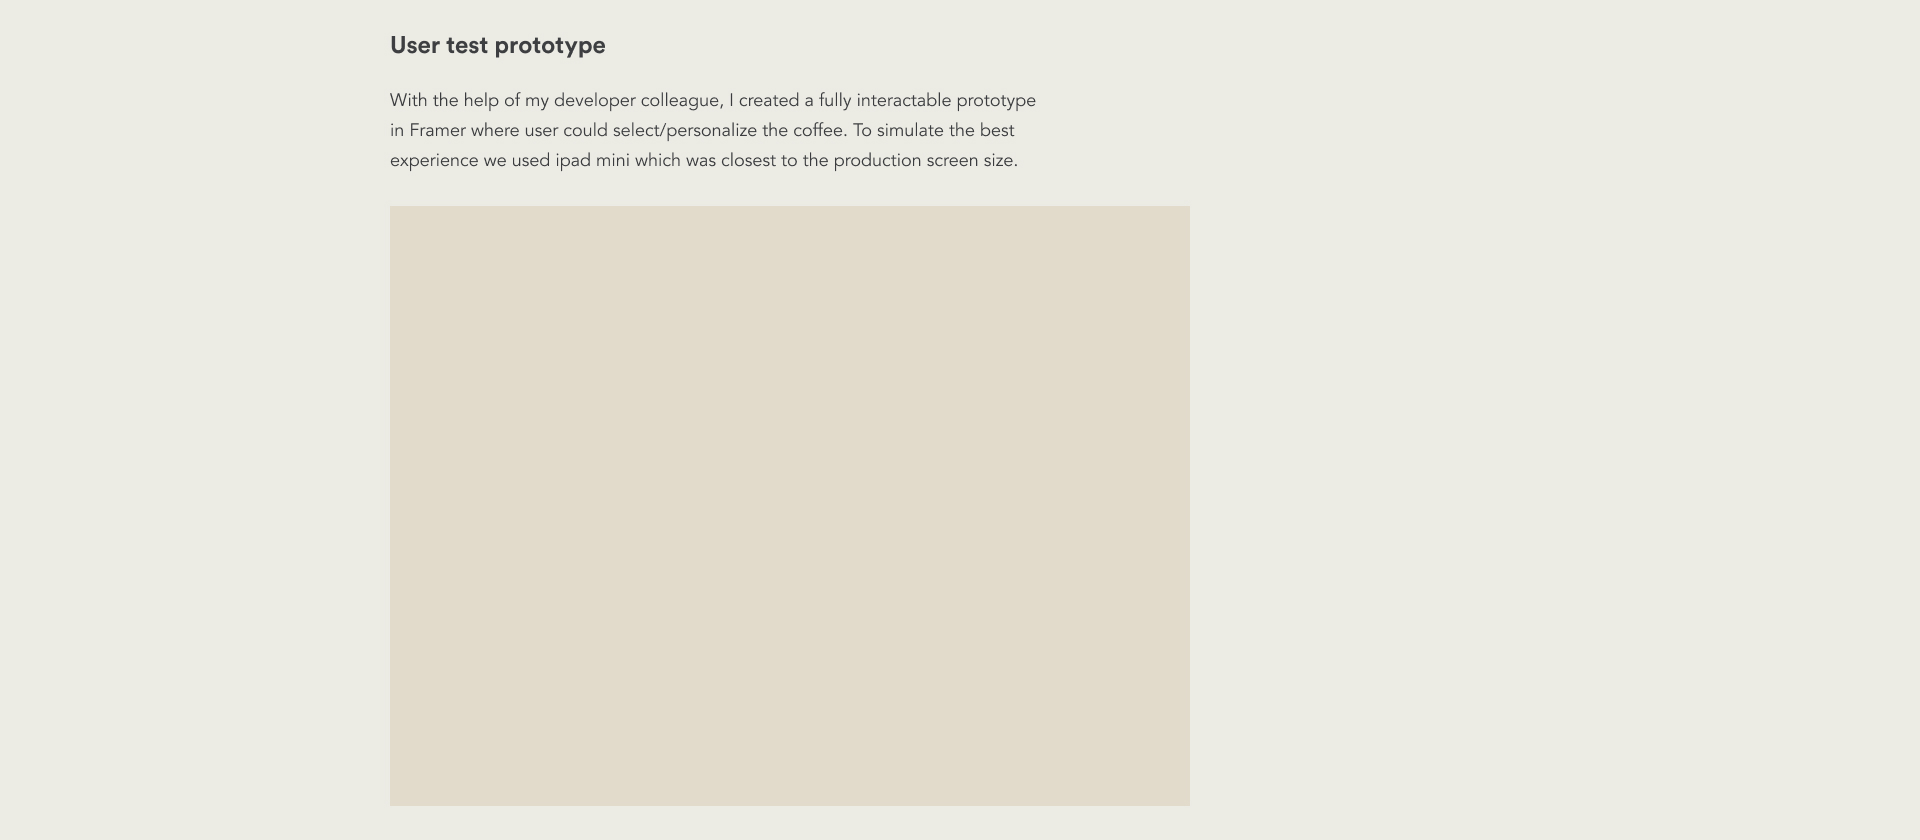 User test prototype
With the help of my developer colleague, I created a fully interactable prototype
in Framer where user could select/personalize the coffee. To simulate the best
experience we used ipad mini which was closest to the production screen size.